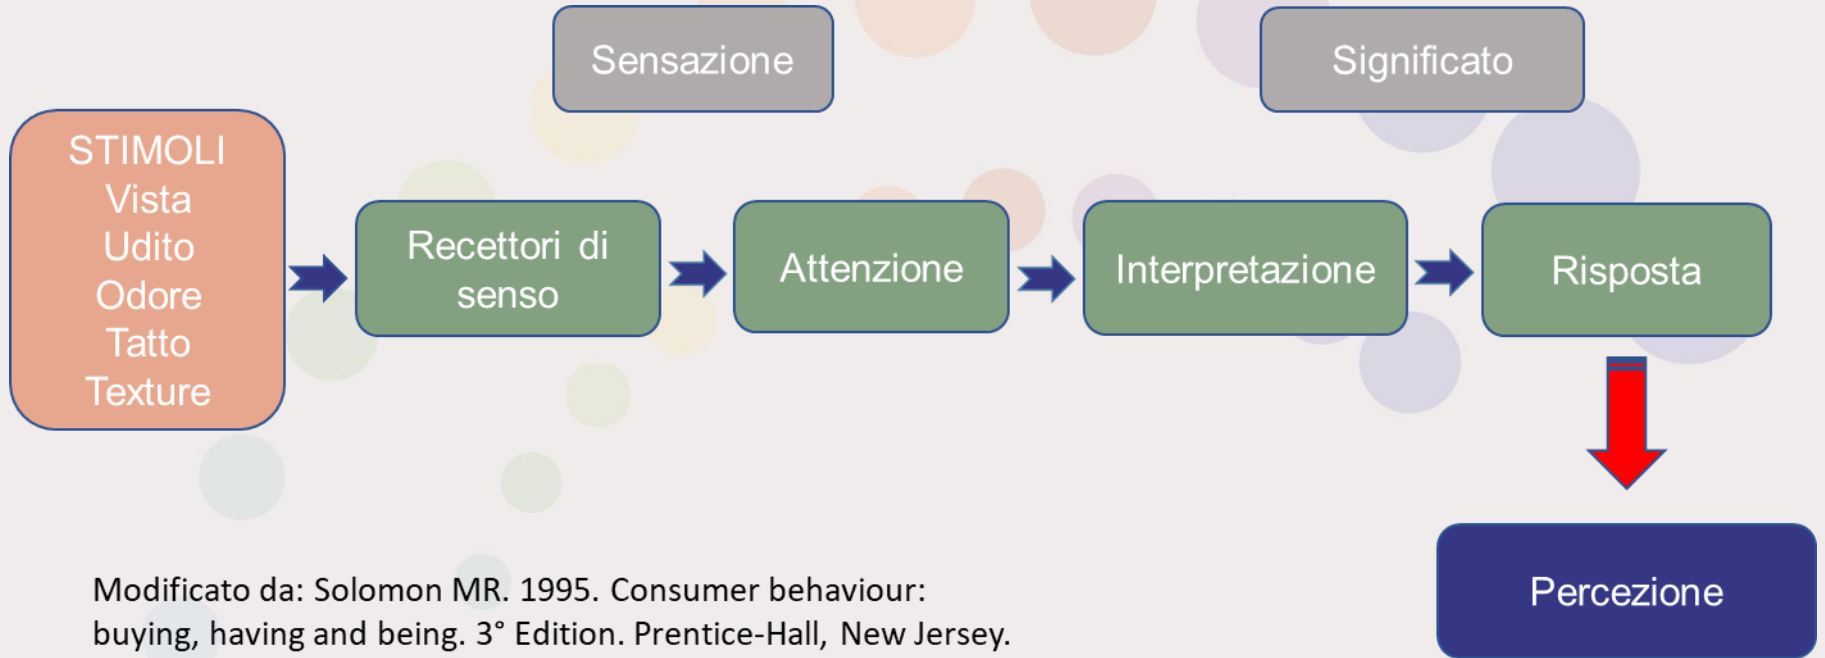 Sensazione
Significato
STIMOLI
Vista
Udito
Odore
Tatto
Texture
Recettori di
senso
Attenzione
Interpretazione
Risposta
Percezione
Modificato da: Solomon MR. 1995. Consumer behaviour:
buying, having and being. 3° Edition. Prentice-Hall, New Jersey.